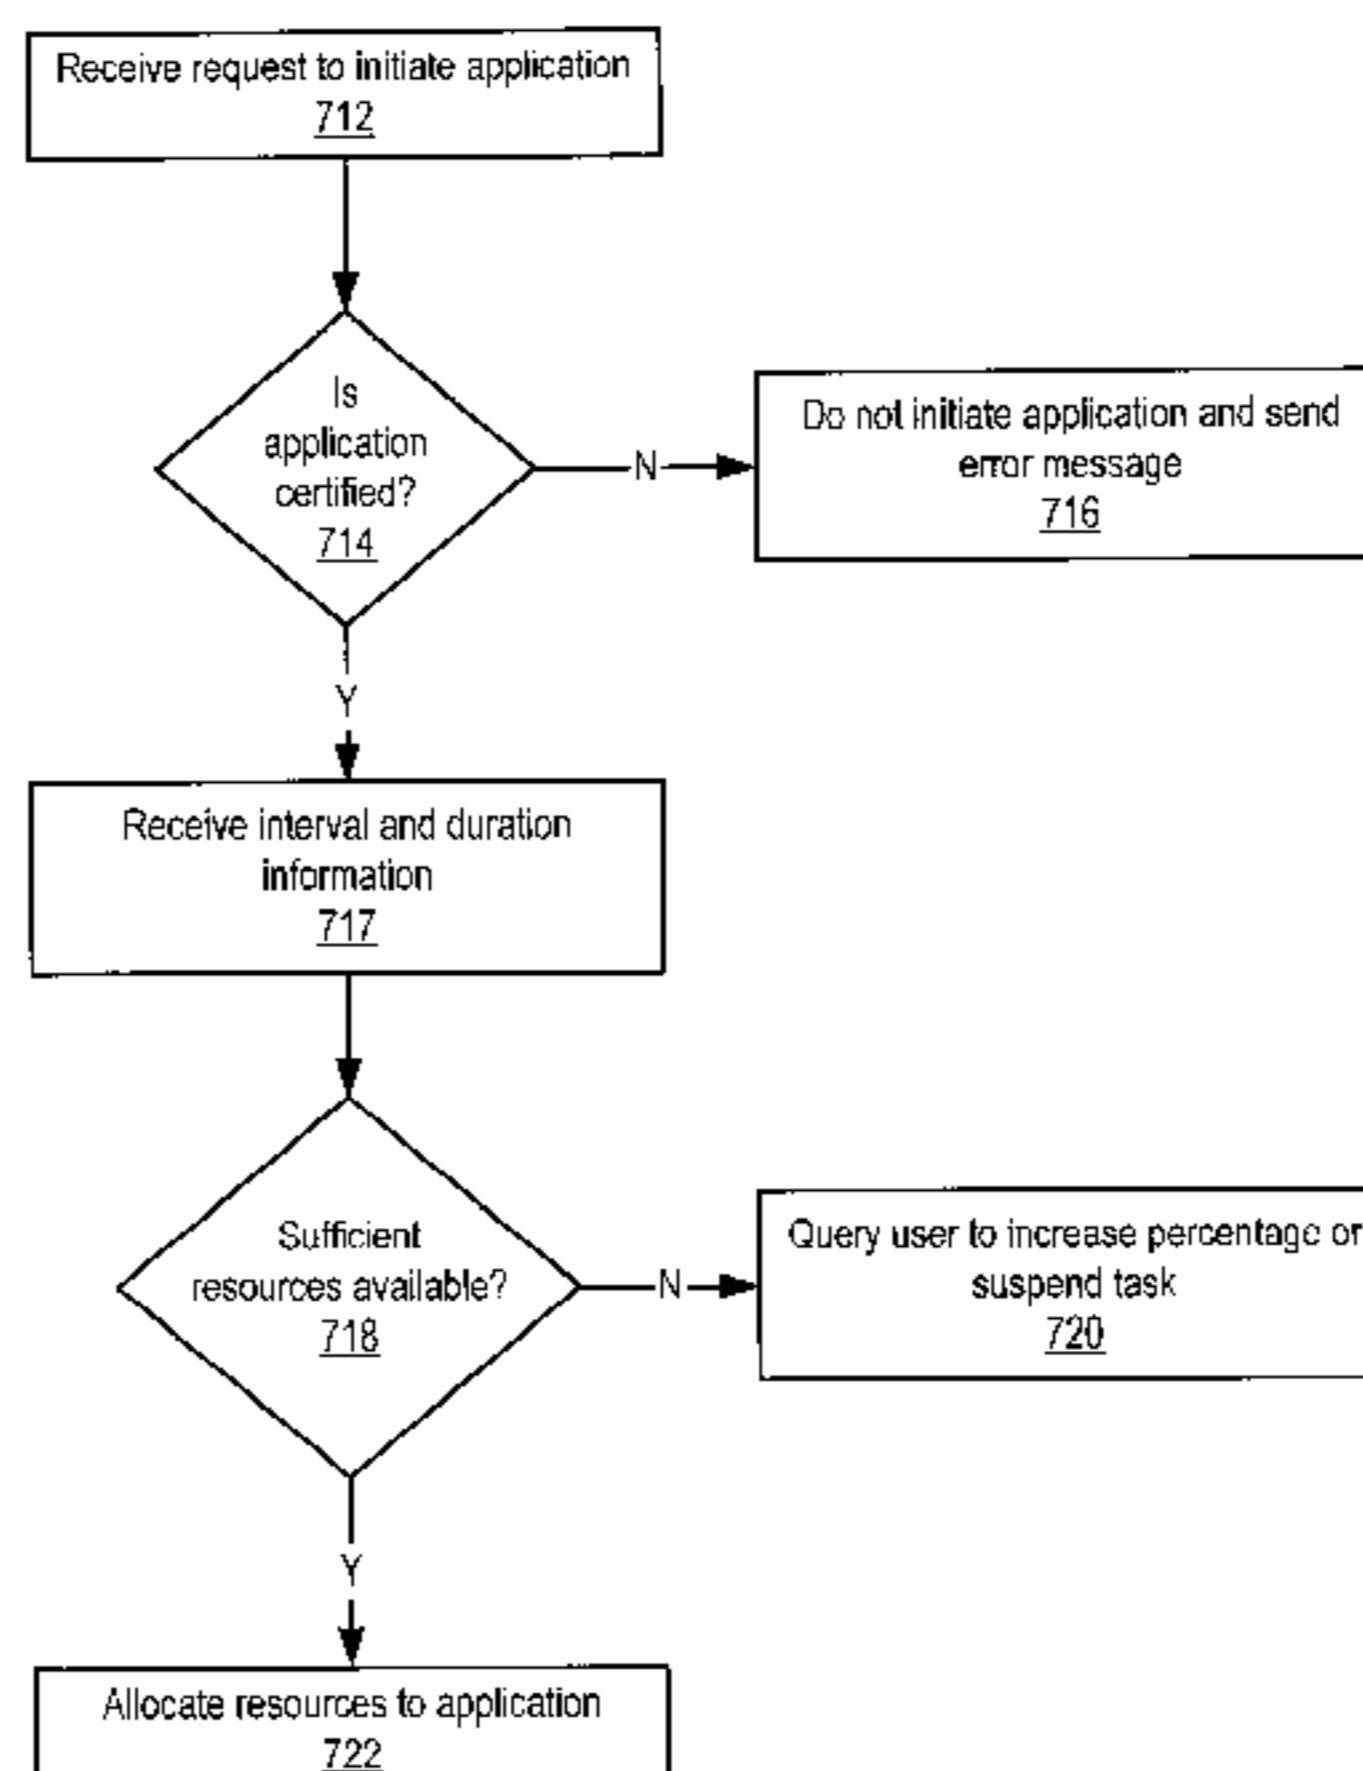 Receive request to initiate application
712
Is
application
certified?
714
N
Do not initiate application and send
error message
716
Y
Receive interval and duration
information
717
Sufficient
resources available?
718
N
Query user to increase percentage or
suspend task
720
Y
Allocate resources to application
722